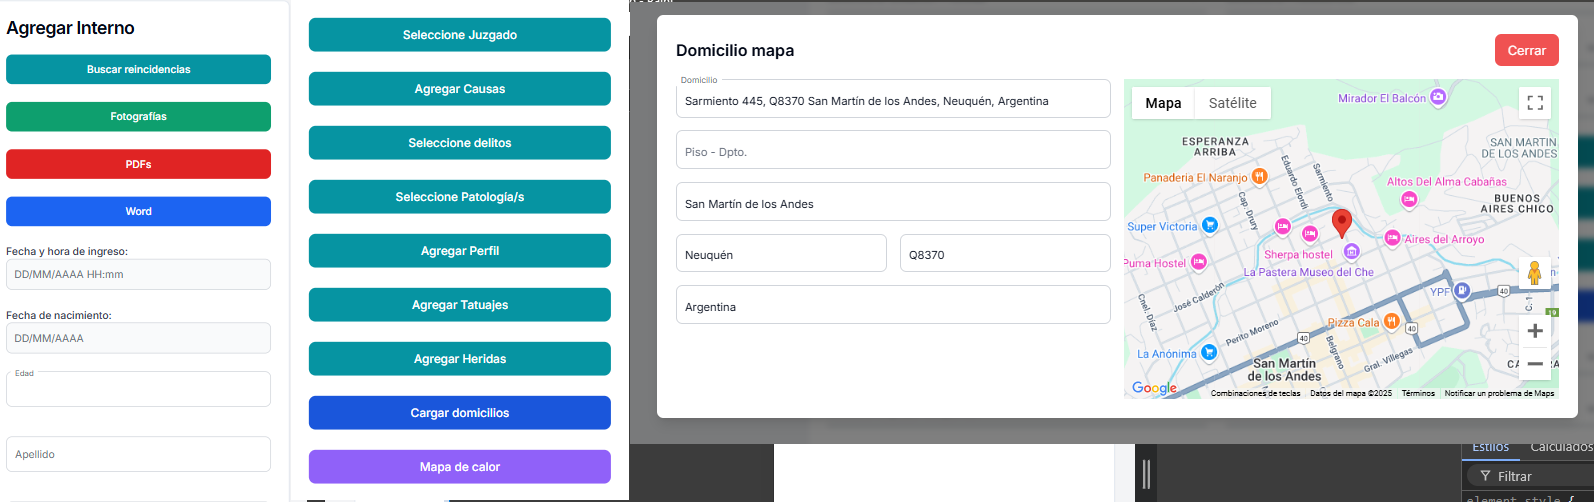 Agregar Interno
Buscar reincidencias
Fotografías
PDFs
Word
Fecha y hora de ingreso:
DD/MM/AAAA HH:mm
Fecha de nacimiento:
DD/MM/AAAA
Edad
Apellido
Seleccione Juzgado
Agregar Causas
Seleccione delitos
Seleccione Patología/s
Agregar Perfil
Agregar Tatuajes
Agregar Heridas
Cargar domicilios
Mapa de calor
Domicilio mapa
Cerrar
Domicilio
Sarmiento 445, Q8370 San Martín de los Andes, Neuquén, Argentina
Piso - Dpto.
San Martín de los Andes
Neuquén
Q8370
Argentina
Mapa
Satélite
Mirador El Balcón
ESPERANZA
ARRIBA
SAN MARTIN
DE LOS ANDES
Panaderia El Naranjo
Eduardo Elordi
Sarmiento
Cap. Drury
Altos Del Alma Cabañas
BUENOS
AIRES CHICO
Super Victoria
Aires del Arroyo
Sherpa hostel
Puma Hostel
La Pastera Museo del Che
José Calderón
YPF
40
C. 1
19
Cnel. Díaz
Pizza Cala
40
Perito Moreno
40
Belgrano
Gral. Villegas
La Anónima
San Martín
de los Andes
Google
Combinaciones de teclas
Datos del mapa ©2025
Términos
Notificar un problema de Maps
Estilos
Calculados
Filtrar
element.style {